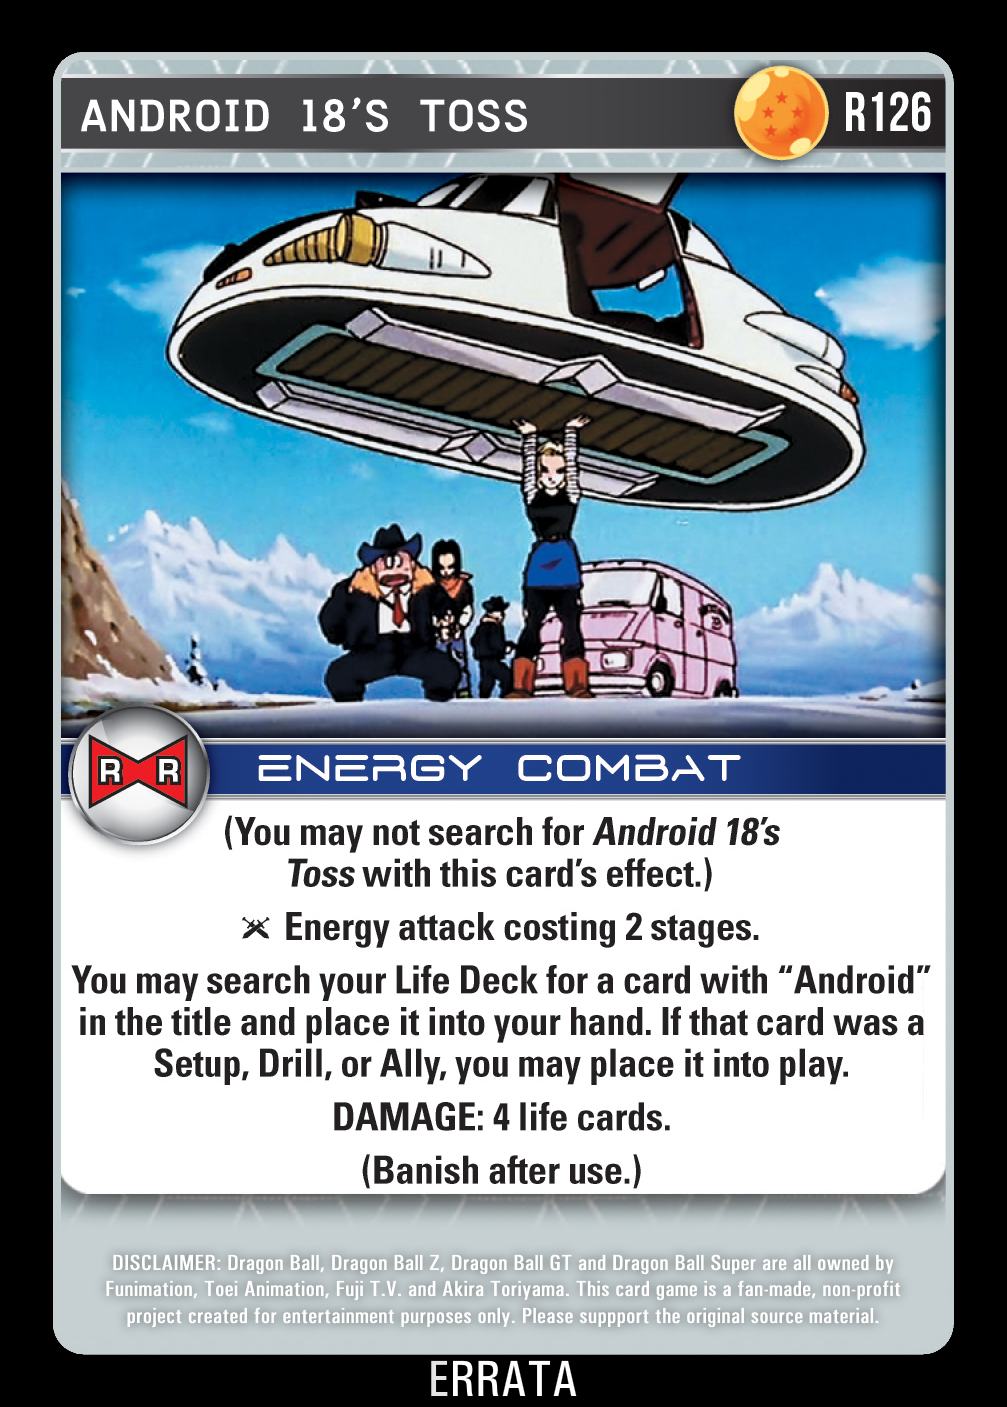 ANDROID 18'S TOSS
R126
R R
ENERGY COMBAT
(You may not search for Android 18's
Toss with this card's effect.)
Energy attack costing 2 stages.
You may search your Life Deck for a card with “Android”
in the title and place it into your hand. If that card was a
Setup, Drill, or Ally, you may place it into play.
DAMAGE: 4 life cards.
(Banish after use.)
DISCLAIMER: Dragon Ball, Dragon Ball Z, Dragon Ball GT and Dragon Ball Super are all owned by
Funimation, Toei Animation, Fuji T.V. and Akira Toriyama. This card game is a fan-made, non-profit
project created for entertainment purposes only. Please suppport the original source material.
ERRATA